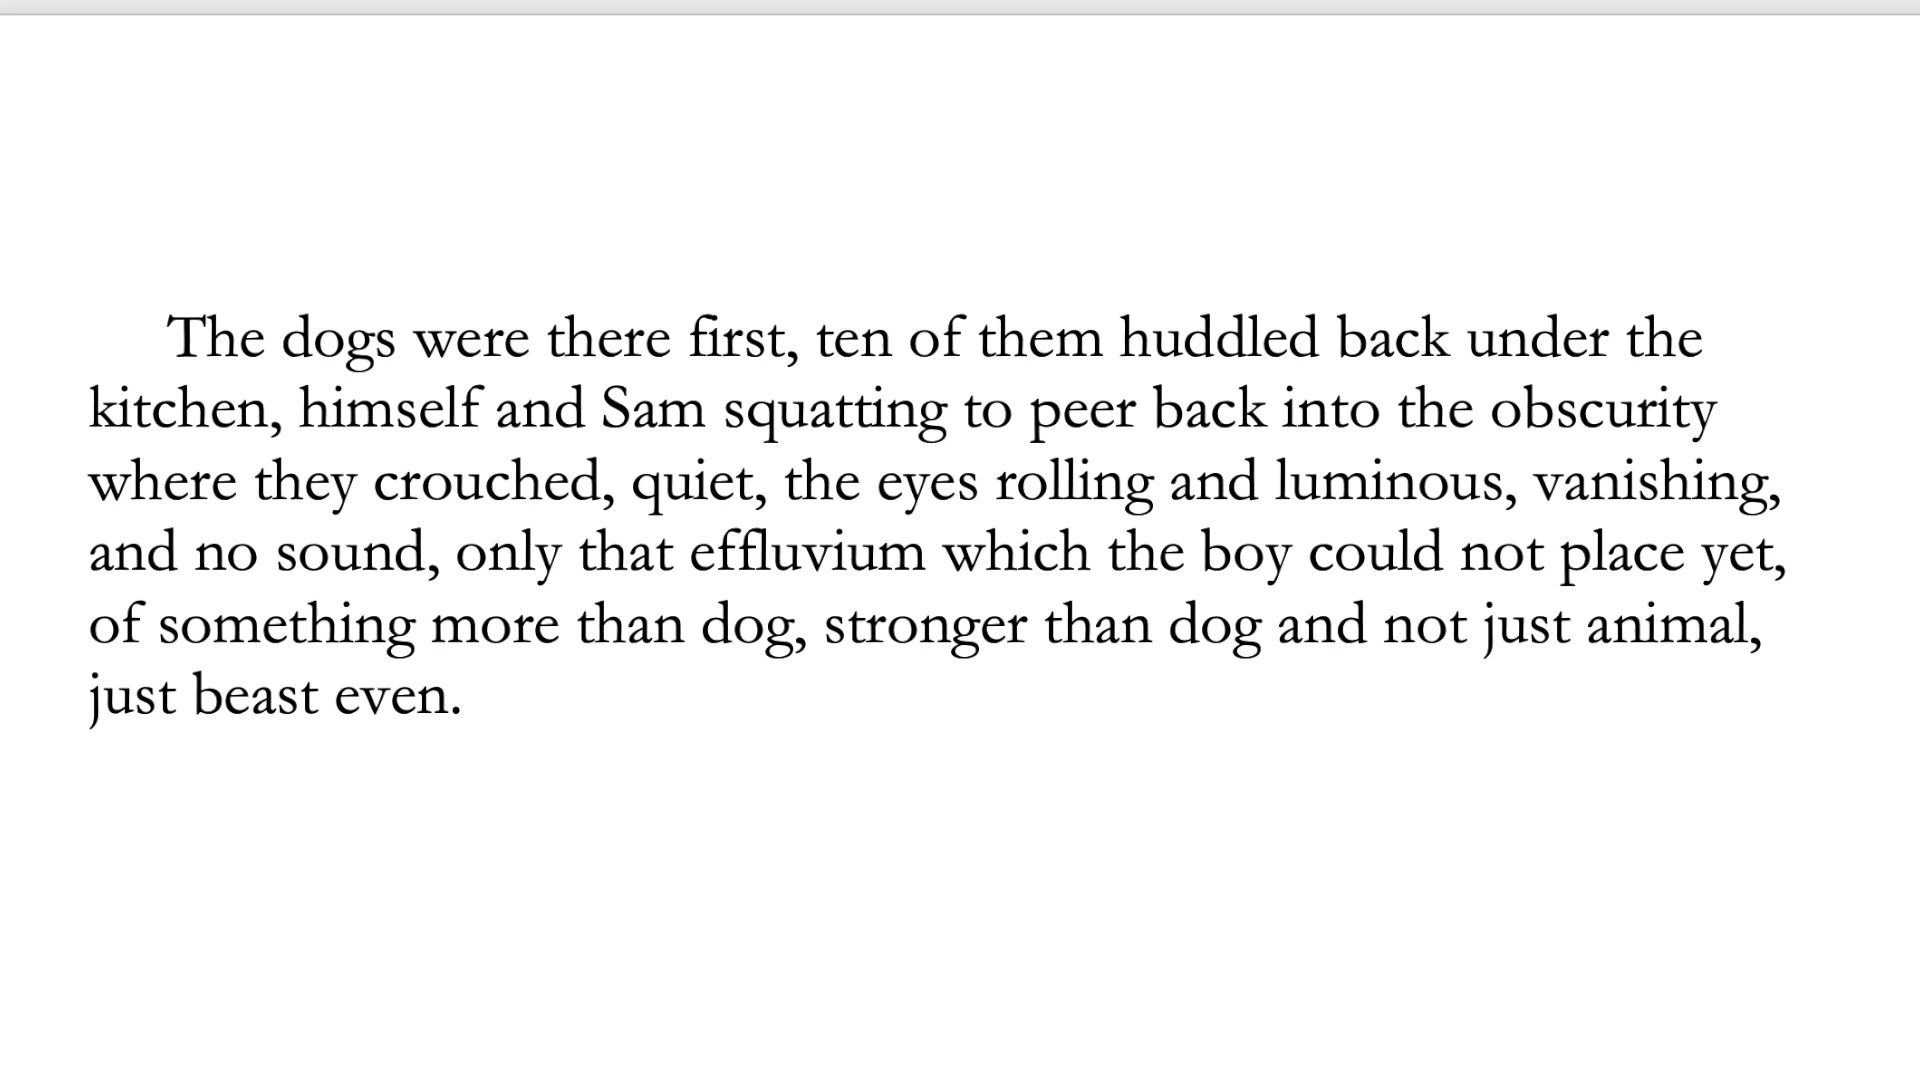 The dogs were there first, ten of them huddled back under the
kitchen, himself and Sam squatting to peer back into the obscurity
where they crouched, quiet, the eyes rolling and luminous, vanishing,
and no sound, only that effluvium which the boy could not place yet,
of something more than dog, stronger than dog and not just animal,
just beast even.